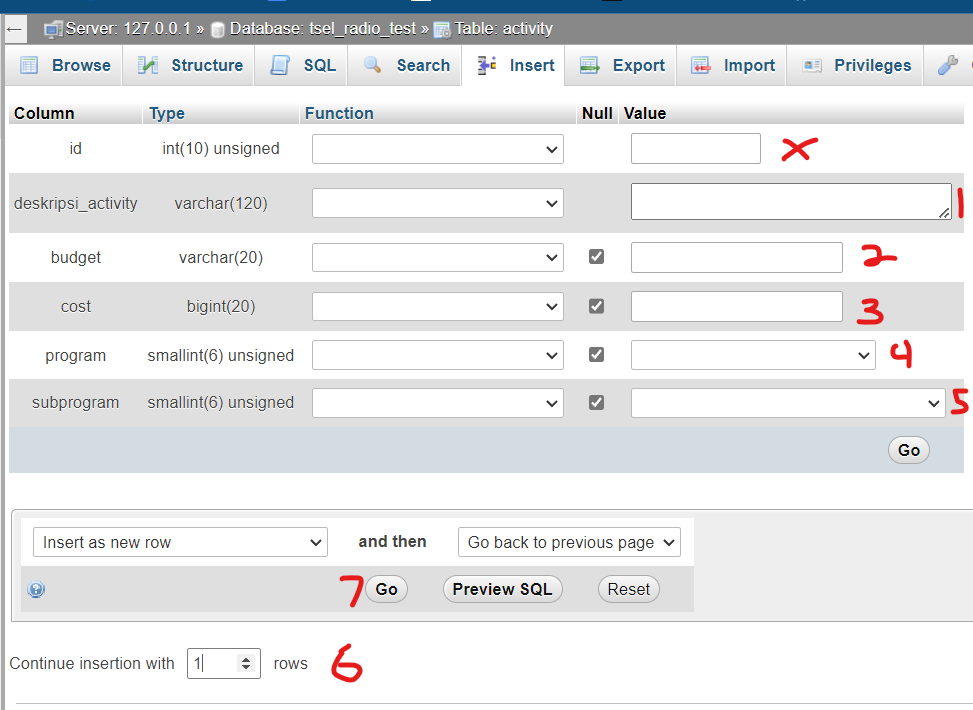 ← Server: 127.0.0.1 » Database: tsel_radio_test » Table: activity
Browse Structure SQL Search Insert Export Import Privileges
Column Type Function Null Value
id int(10) unsigned X
deskripsi_activity varchar(120) 1
budget varchar(20) 2
cost bigint(20) 3
program smallint(6) unsigned 4
subprogram smallint(6) unsigned 5
Go
Insert as new row and then Go back to previous page
7 Go Preview SQL Reset
Continue insertion with 1 rows 6